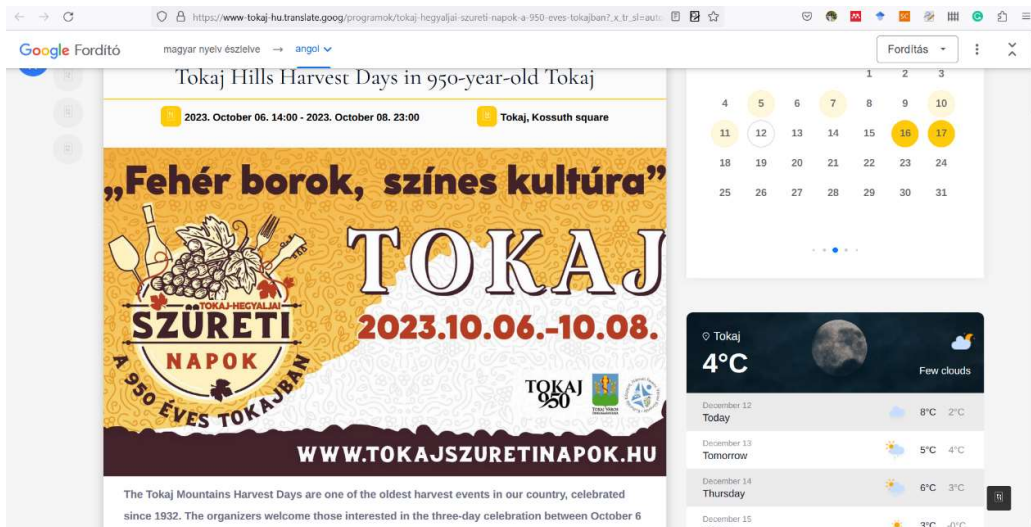 https://www-tokaj-hu.translate.goog/programok/tokaj-hegyaljai-szureti-napok-a-950-eves-tokajban?_x_tr_sl=auto
Google Fordító
magyar nyelv észlelve → angol
Fordítás
Tokaj Hills Harvest Days in 950-year-old Tokaj
2023. October 06. 14:00 - 2023. October 08. 23:00
Tokaj, Kossuth square
„Fehér borok, színes kultúra”
TOKAJ
2023.10.06.-10.08.
TOKAJ-HEGYALJAI
SZÜRETI
NAPOK
A 950 ÉVES TOKAJBAN
TOKAJ
950
WWW.TOKAJSZURETINAPOK.HU
The Tokaj Mountains Harvest Days are one of the oldest harvest events in our country, celebrated
since 1932. The organizers welcome those interested in the three-day celebration between October 6
1 2 3
4 5 6 7 8 9 10
11 12 13 14 15 16 17
18 19 20 21 22 23 24
25 26 27 28 29 30 31
Tokaj
4°C
Few clouds
December 12
Today
8°C 2°C
December 13
Tomorrow
5°C 4°C
December 14
Thursday
6°C 3°C
December 15
3°C -0°C